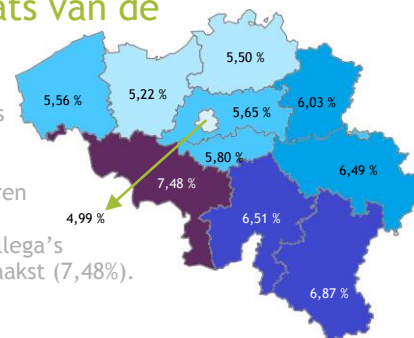 ats van de
5,50 %
5,56 %
5,22 %
5,65 %
6,03 %
s
5,80 %
6,49 %
7,48 %
ren
4,99 %
6,51 %
llega’s
aakst (7,48%).
6,87 %